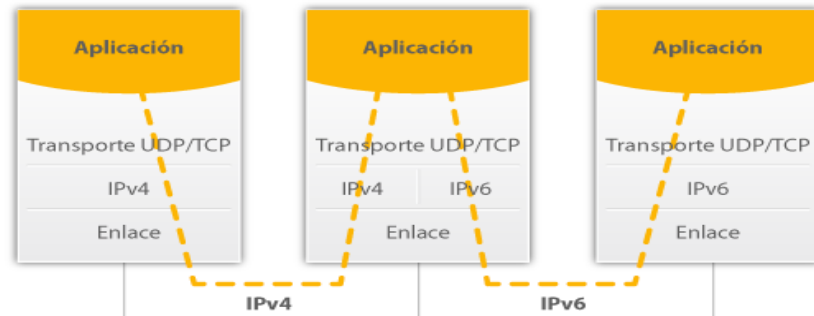 Aplicación
Transporte UDP/TCP
IPv4
Enlace
Aplicación
Transporte UDP/TCP
IPv4 IPv6
Enlace
Aplicación
Transporte UDP/TCP
IPv6
Enlace
IPv4
IPv6